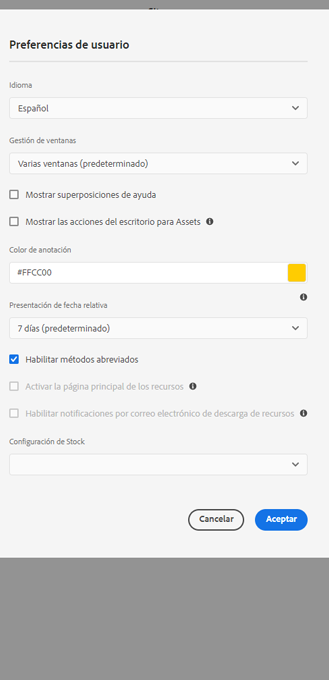 Preferencias de usuario
Idioma
Español
Gestión de ventanas
Varias ventanas (predeterminado)
Mostrar superposiciones de ayuda
Mostrar las acciones del escritorio para Assets
Color de anotación
#FFCC00
Presentación de fecha relativa
7 días (predeterminado)
Habilitar métodos abreviados
Activar la página principal de los recursos
Habilitar notificaciones por correo electrónico de descarga de recursos
Configuración de Stock
Cancelar Aceptar